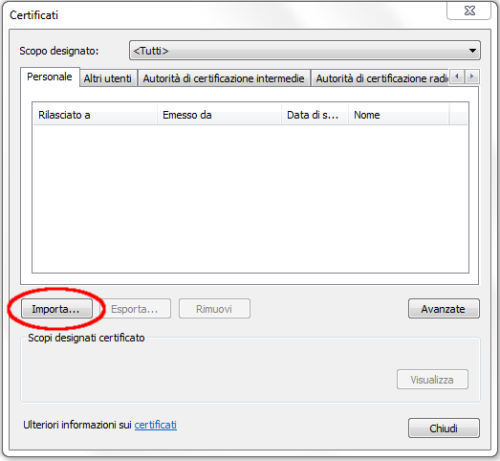 Certificati
Scopo designato: <Tutti>
Personale Altri utenti Autorità di certificazione intermedie Autorità di certificazione radi
Rilasciato a Emesso da Data di s... Nome
Importa... Esporta... Rimuovi Avanzate
Scopi designati certificato
Visualizza
Ulteriori informazioni sui certificati
Chiudi